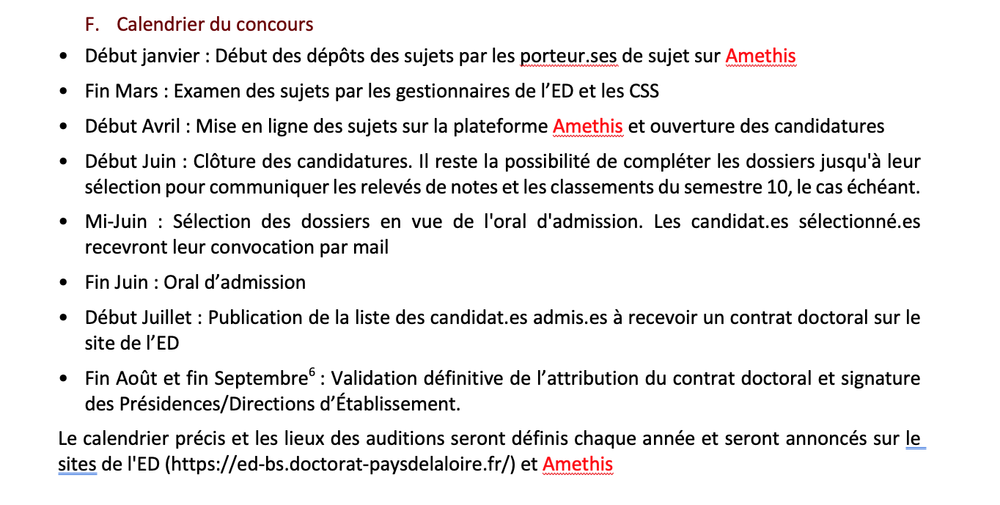 F. Calendrier du concours
• Début janvier : Début des dépôts des sujets par les porteur.ses de sujet sur Amethis
• Fin Mars : Examen des sujets par les gestionnaires de l’ED et les CSS
• Début Avril : Mise en ligne des sujets sur la plateforme Amethis et ouverture des candidatures
• Début Juin : Clôture des candidatures. Il reste la possibilité de compléter les dossiers jusqu'à leur
sélection pour communiquer les relevés de notes et les classements du semestre 10, le cas échéant.
• Mi-Juin : Sélection des dossiers en vue de l'oral d'admission. Les candidat.es sélectionné.es
recevront leur convocation par mail
• Fin Juin : Oral d’admission
• Début Juillet : Publication de la liste des candidat.es admis.es à recevoir un contrat doctoral sur le
site de l’ED
• Fin Août et fin Septembre⁶ : Validation définitive de l’attribution du contrat doctoral et signature
des Présidences/Directions d’Établissement.
Le calendrier précis et les lieux des auditions seront définis chaque année et seront annoncés sur le
sites de l'ED (https://ed-bs.doctorat-paysdelaloire.fr/) et Amethis